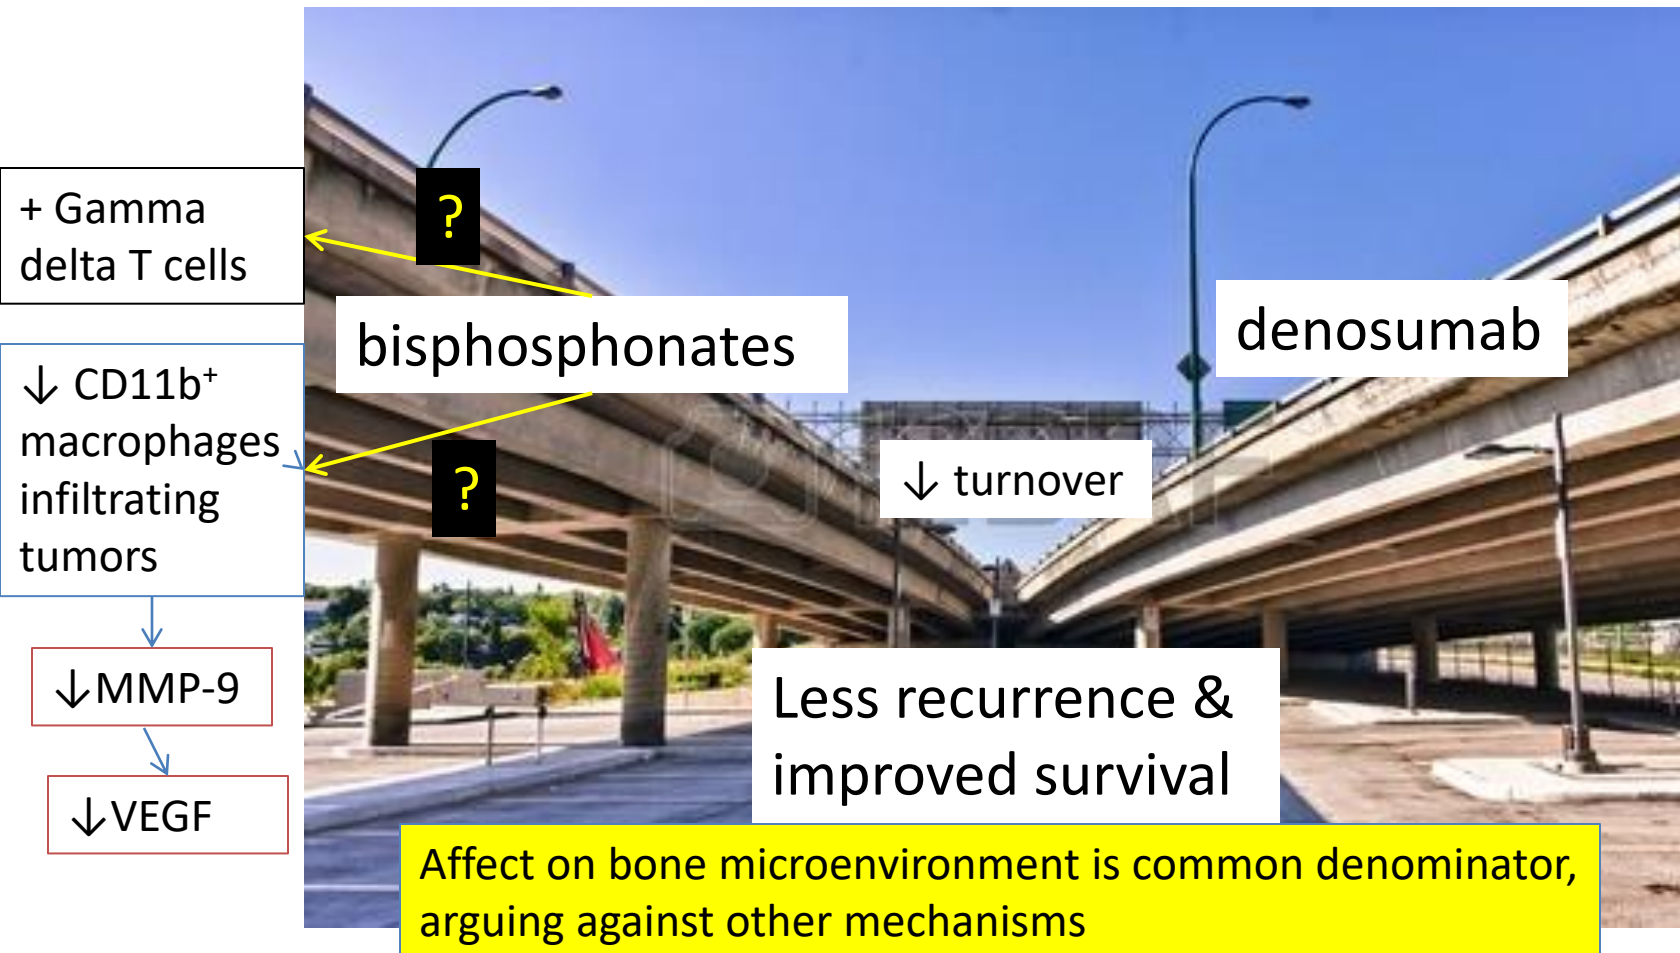 + Gamma
delta T cells
?
bisphosphonates
denosumab
↓ CD11b⁺
macrophages
infiltrating
tumors
?
↓ turnover
↓MMP-9
Less recurrence &
improved survival
↓VEGF
Affect on bone microenvironment is common denominator,
arguing against other mechanisms